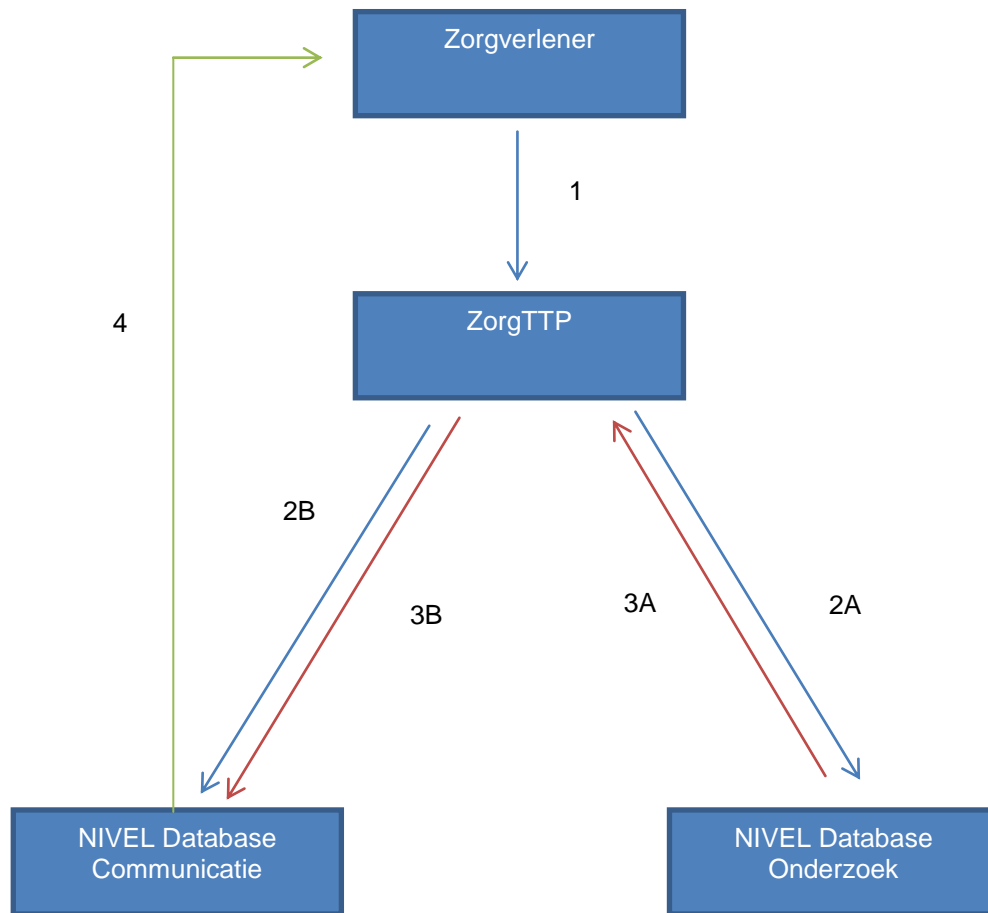 Zorgverlener
1
ZorgTTP
4
2B
3B
3A
2A
NIVEL Database
Communicatie
NIVEL Database
Onderzoek